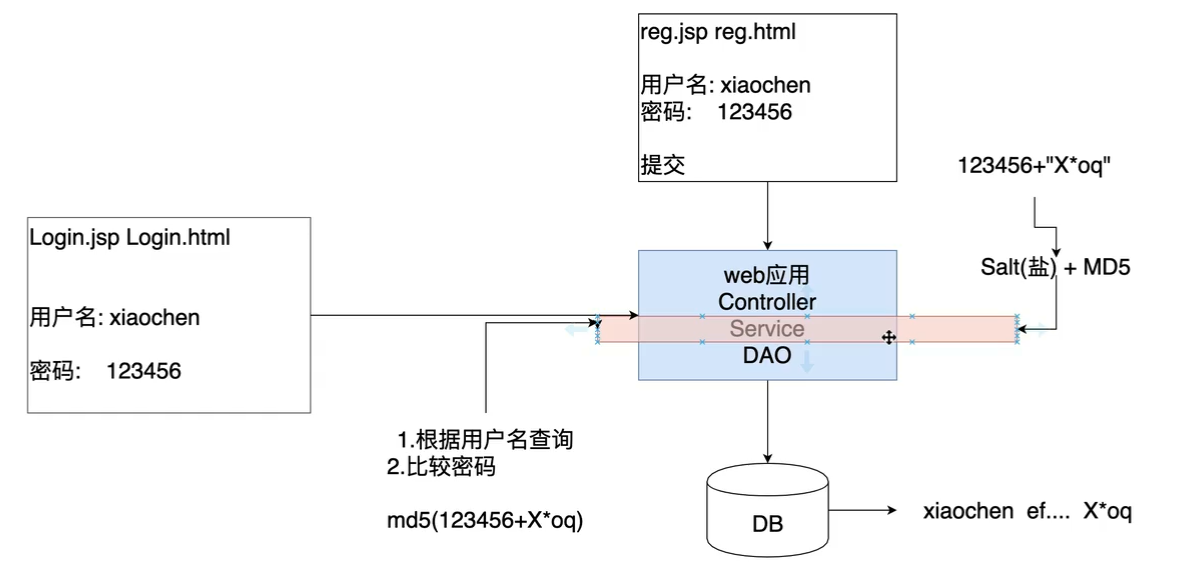 reg.jsp reg.html
用户名: xiaochen
密码: 123456
提交
123456+"X*oq"
Salt(盐) + MD5
Login.jsp Login.html
用户名: xiaochen
密码: 123456
web应用
Controller
Service
DAO
1.根据用户名查询
2.比较密码
md5(123456+X*oq)
DB
xiaochen ef.... X*oq